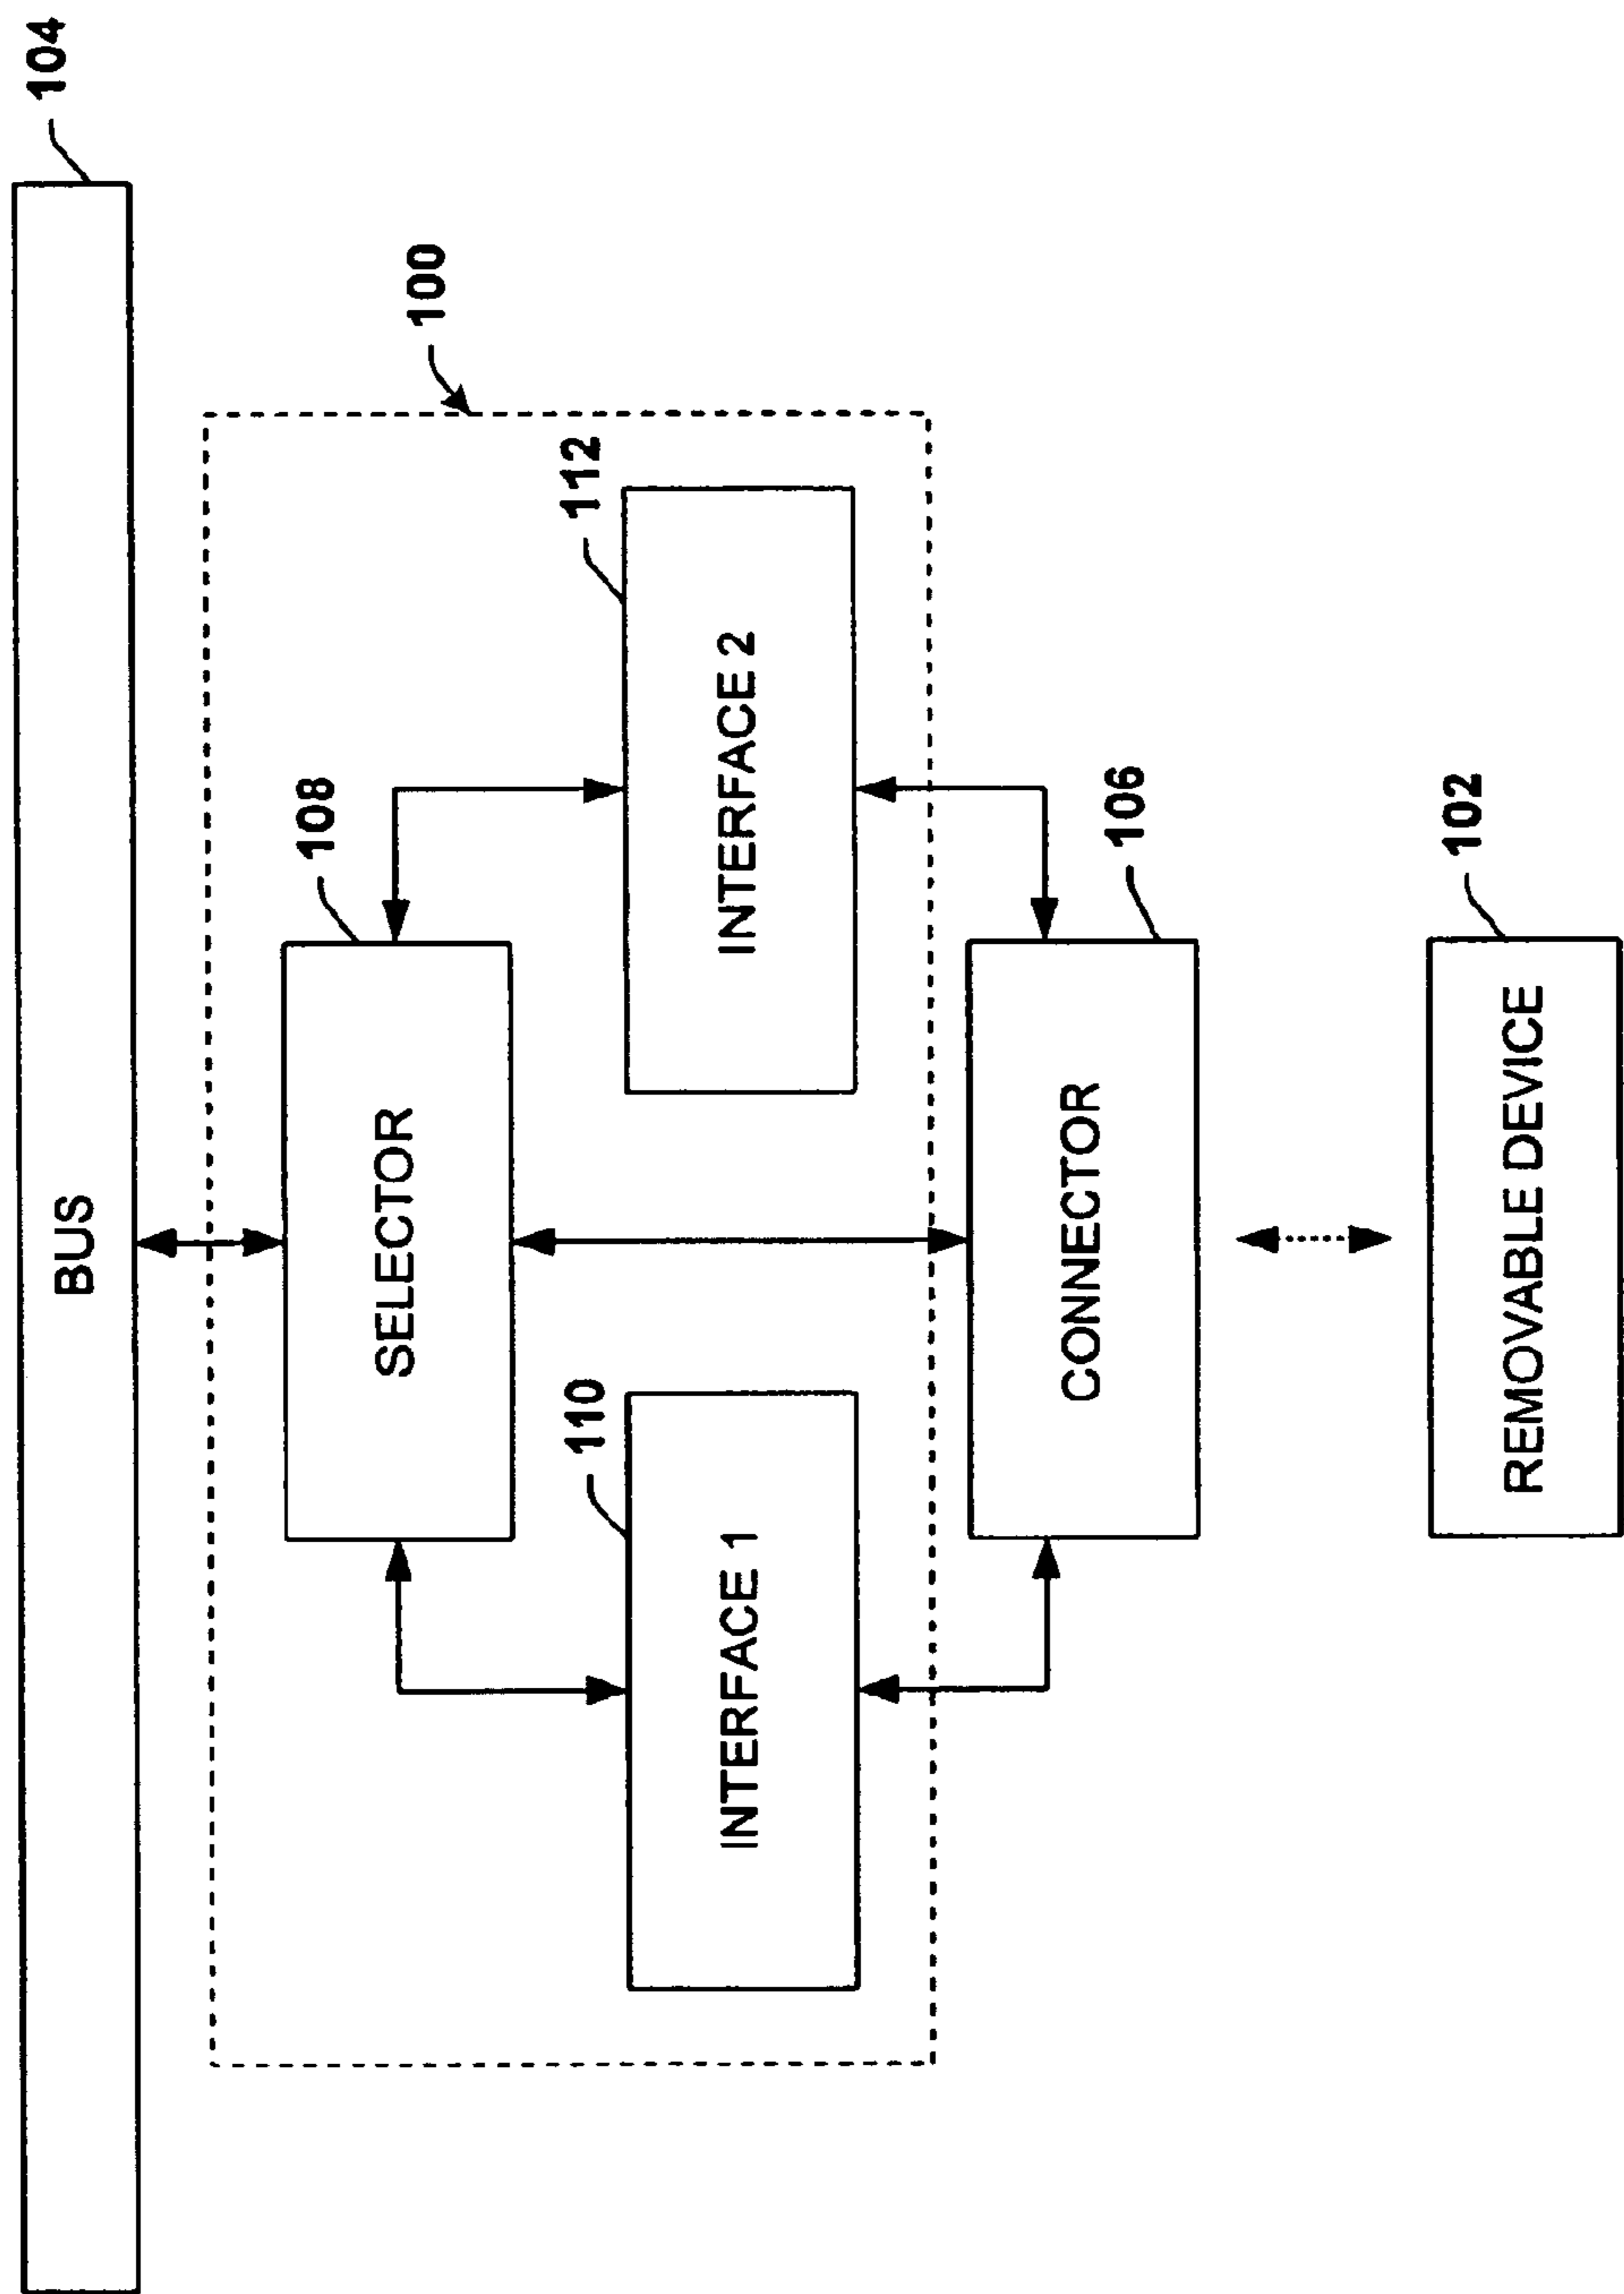 104
BUS
100
108
SELECTOR
112
INTERFACE 2
110
INTERFACE 1
106
CONNECTOR
102
REMOVABLE DEVICE